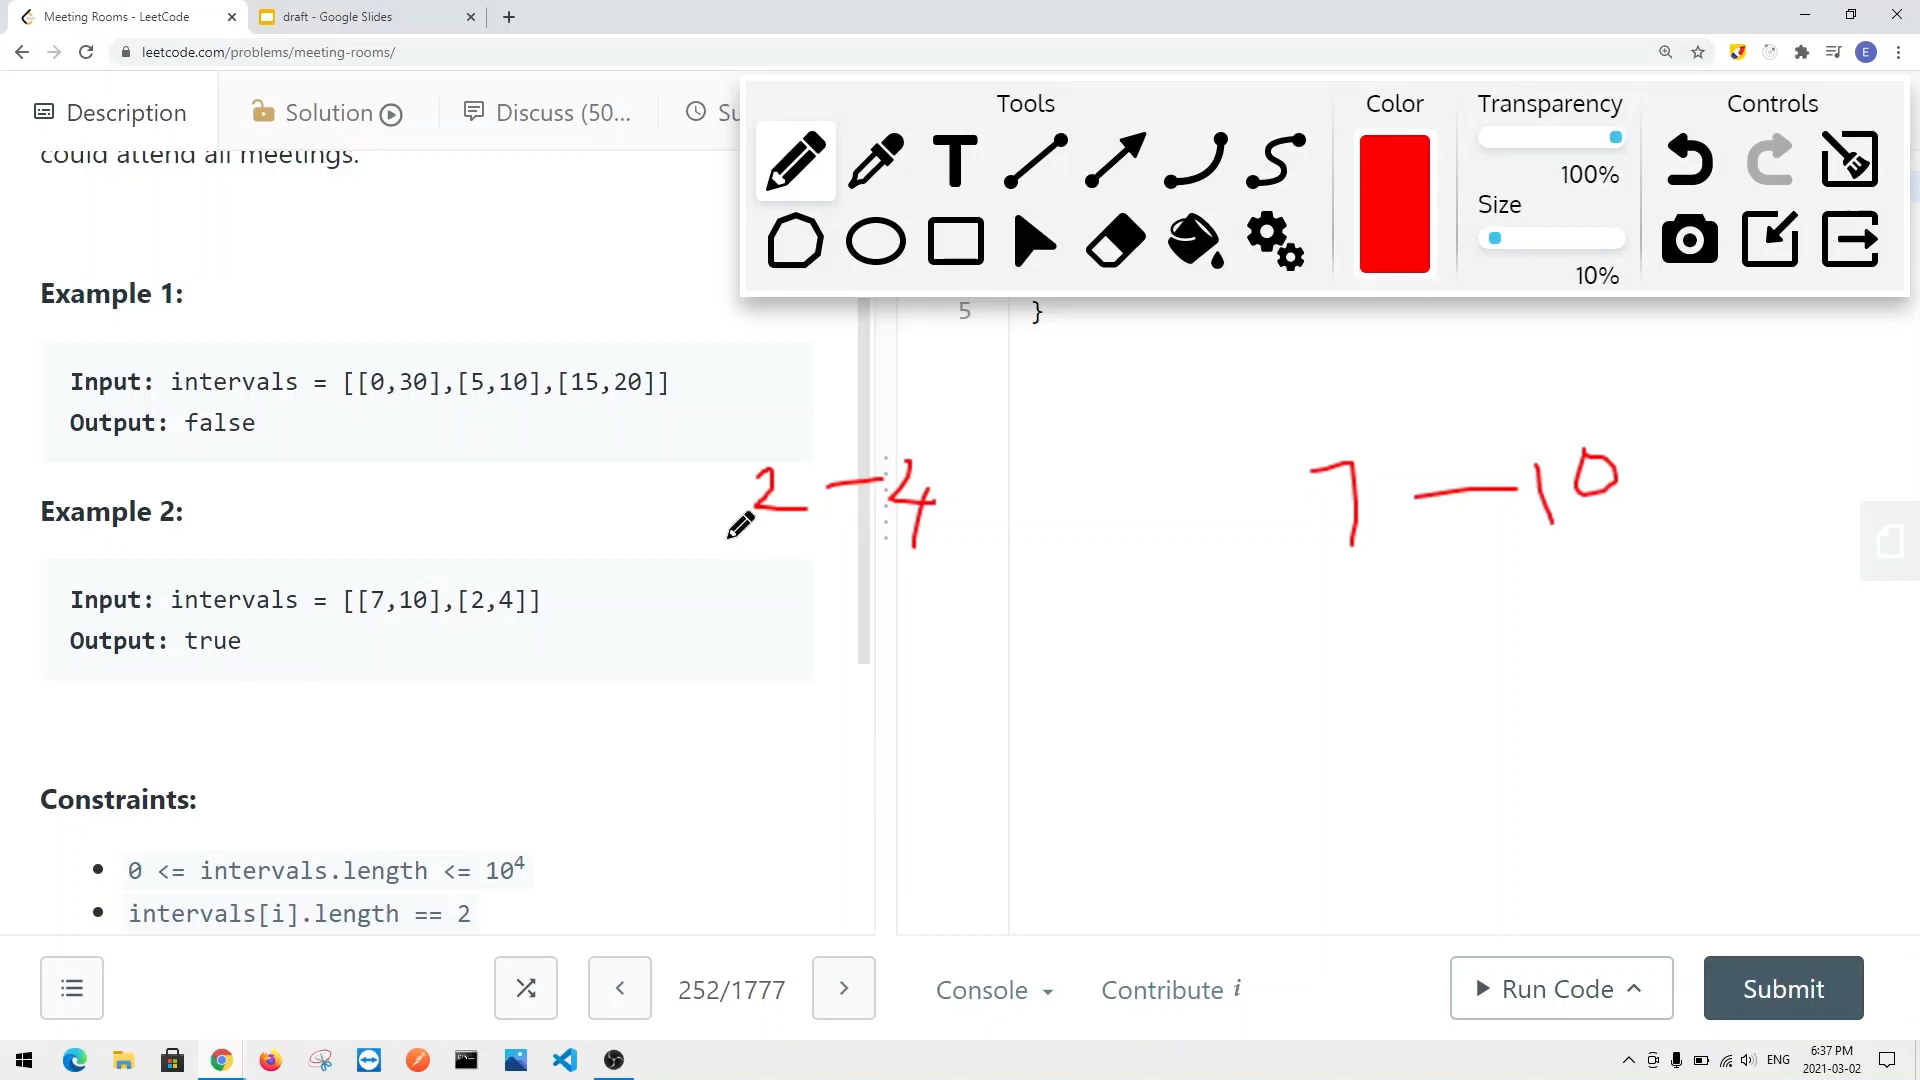 Meeting Rooms - LeetCode
draft - Google Slides
leetcode.com/problems/meeting-rooms/
E
Description
Solution
Discuss (50...
Su
could attend all meetings.
Tools
Color
Transparency
100%
Size
10%
Controls
T
5 }
Example 1:
Input: intervals = [[0,30],[5,10],[15,20]]
Output: false
2 — 4
7 — 10
Example 2:
Input: intervals = [[7,10],[2,4]]
Output: true
Constraints:
0 <= intervals.length <= 10⁴
intervals[i].length == 2
252/1777
Console
Contribute i
Run Code
Submit
ENG
6:37 PM
2021-03-02